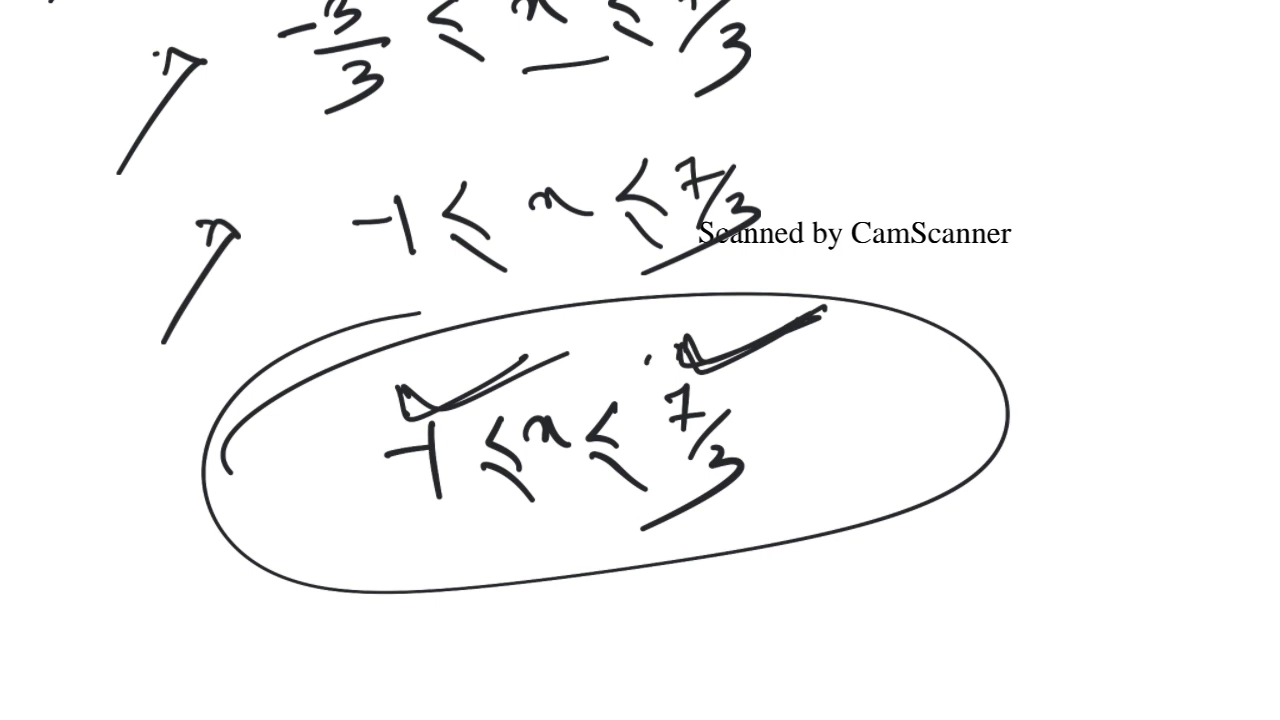 -3/3 ≤ x ≤ 7/3
-1 ≤ x ≤ 7/3
Scanned by CamScanner
-1 ≤ x ≤ 7/3